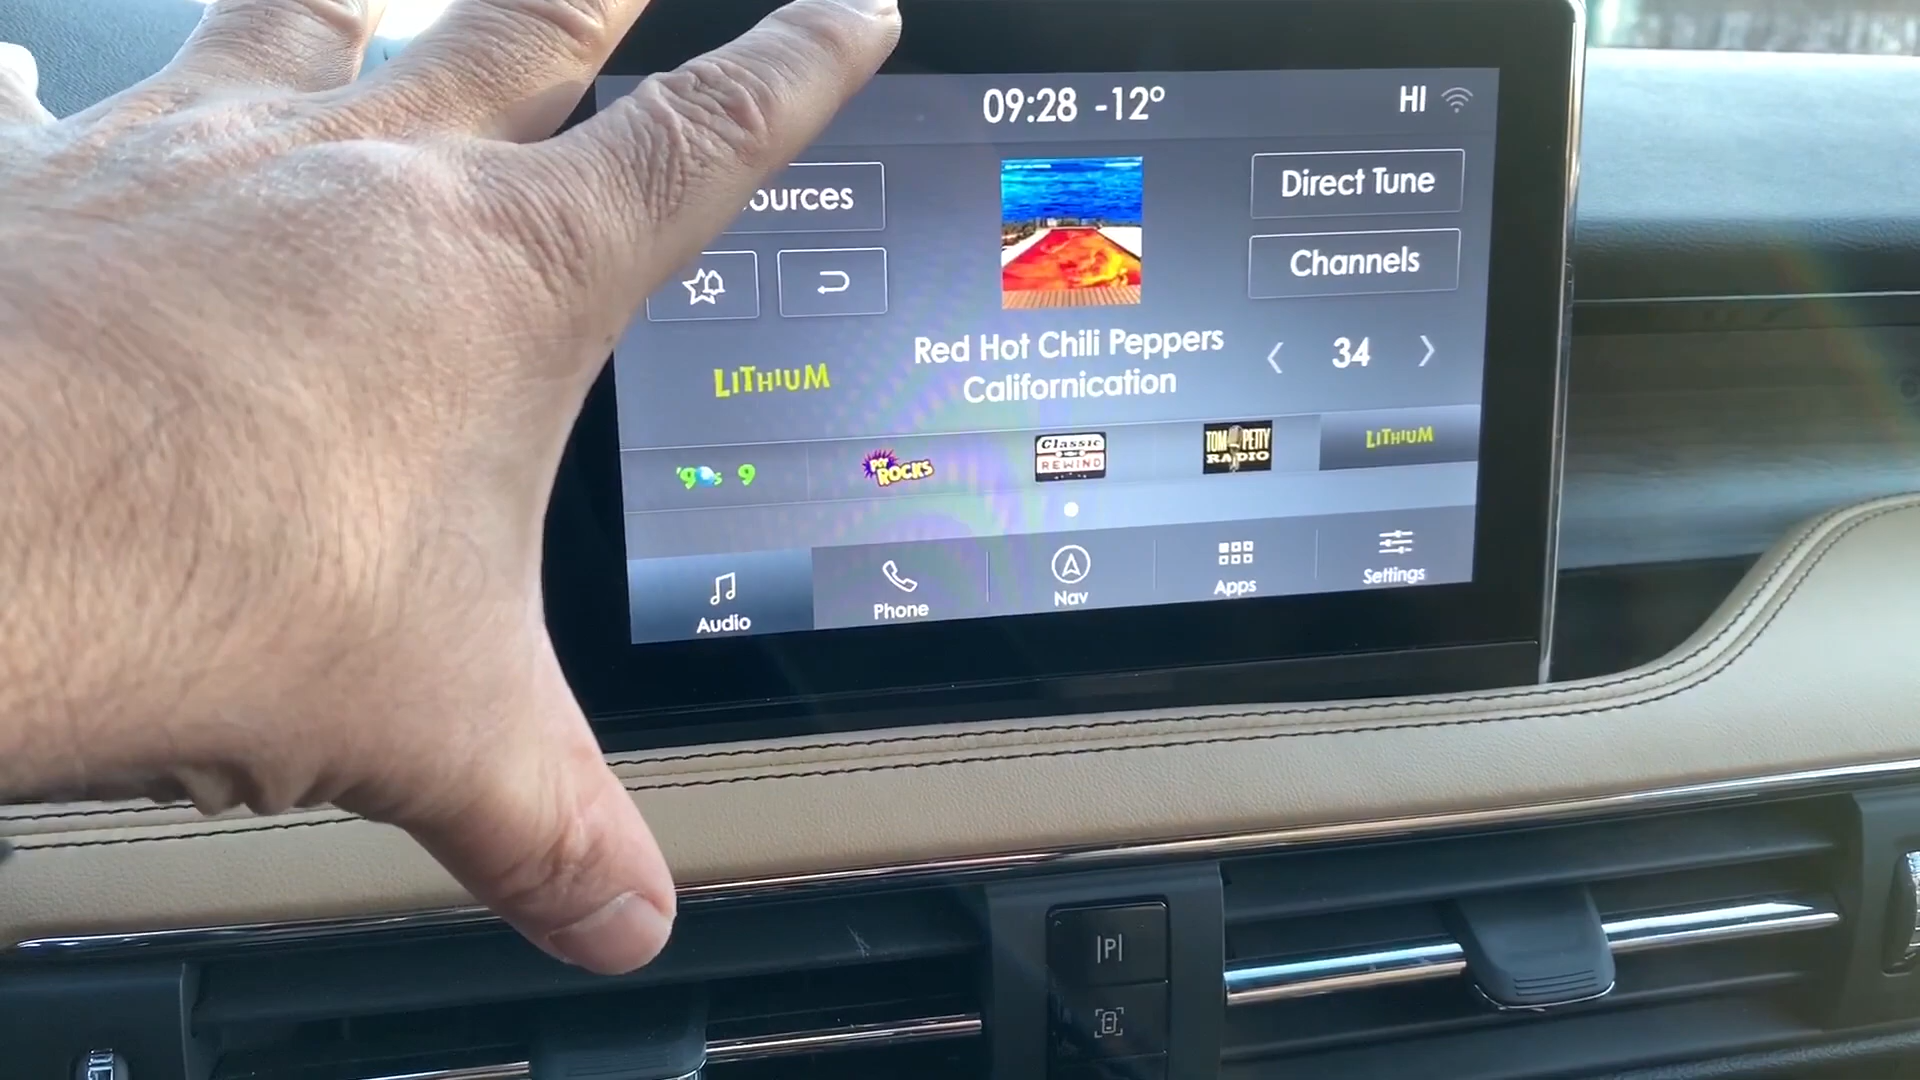 09:28 -12° HI
ources
Direct Tune
Channels
LiTHIUM
Red Hot Chili Peppers
Californication
34
'90s 9
POP ROCKS
Classic REWIND
TOM PETTY RADIO
LiTHIUM
Audio
Phone
Nav
Apps
Settings
P